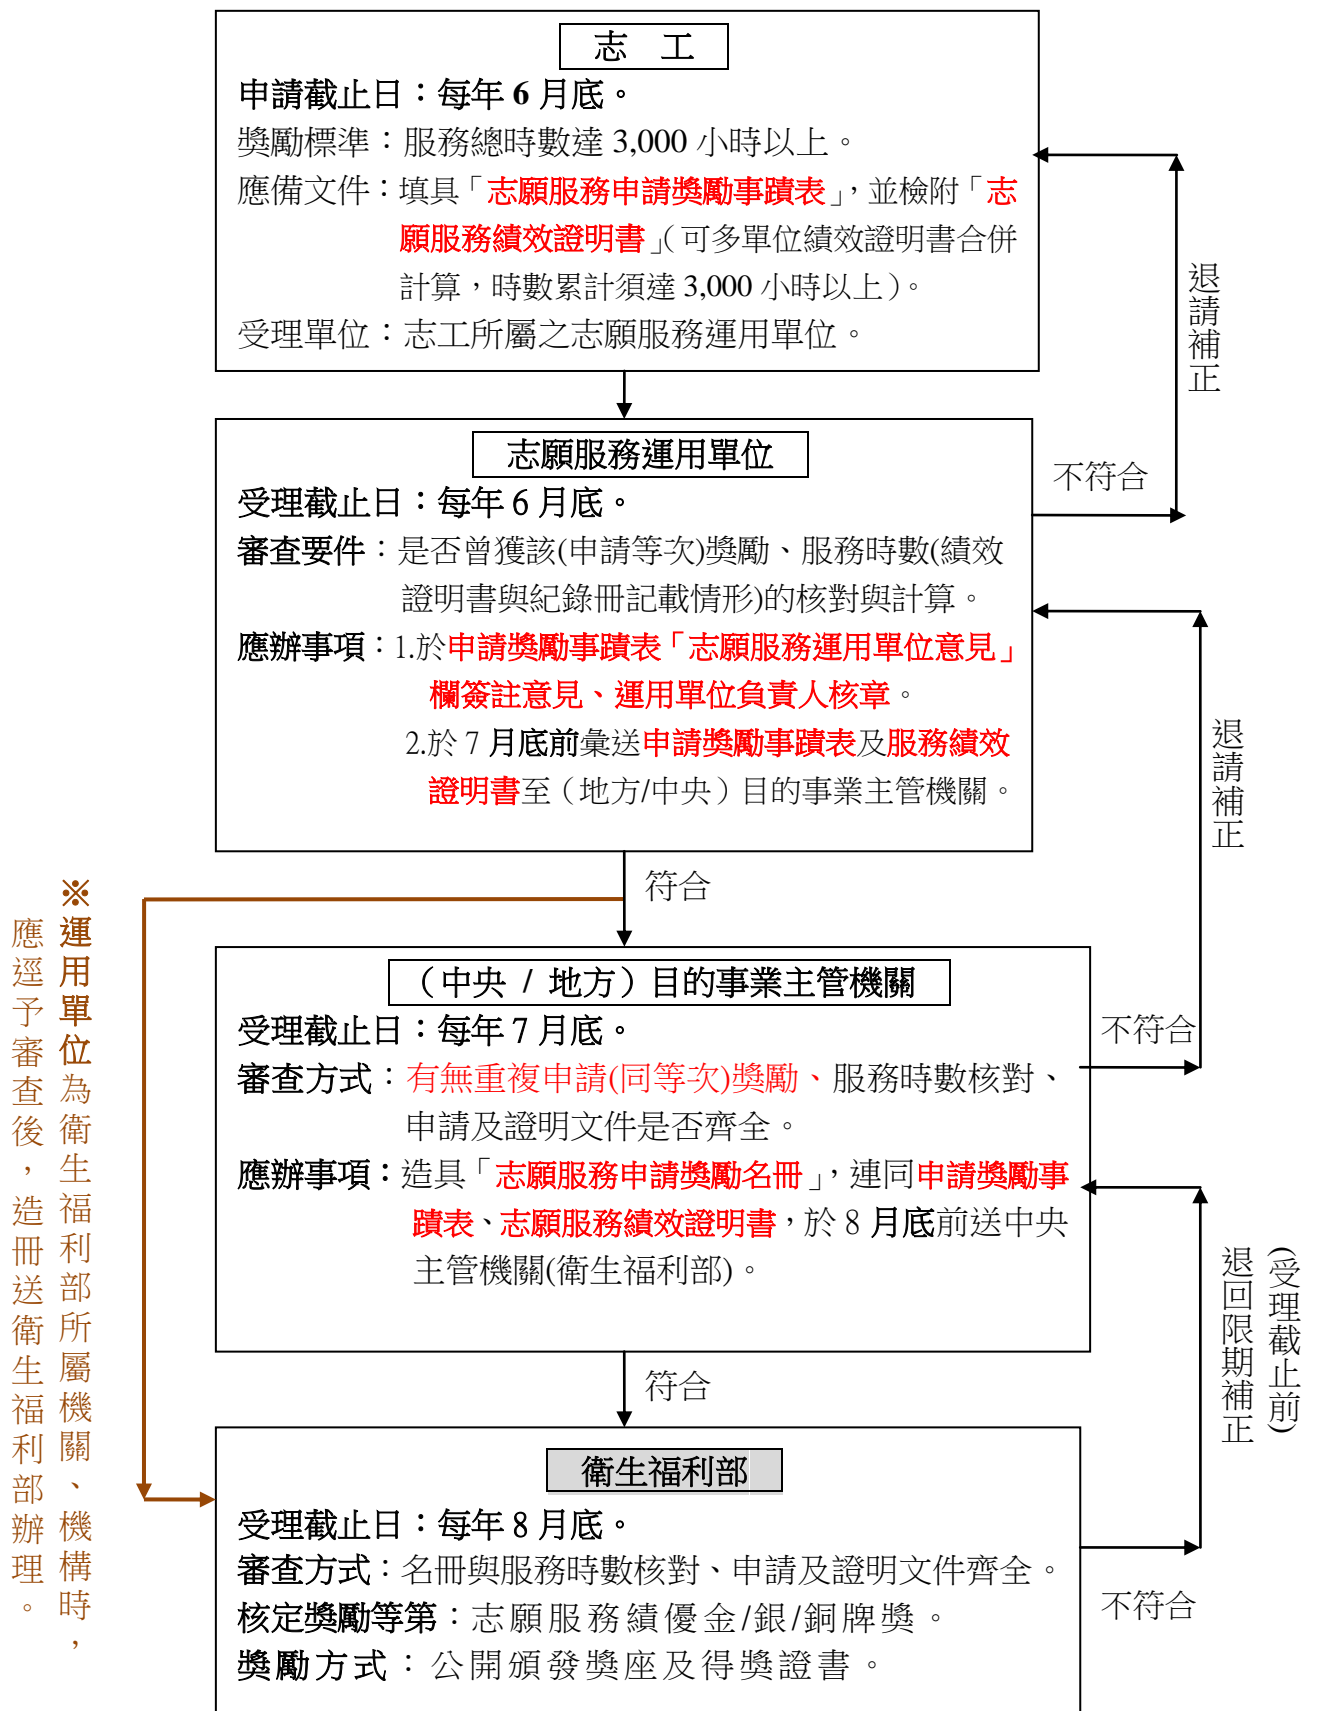 志　工
申請截止日：每年 6 月底。
獎勵標準：服務總時數達 3,000 小時以上。
應備文件：填具「志願服務申請獎勵事蹟表」，並檢附「志
願服務績效證明書」（可多單位績效證明書合併
計算，時數累計須達 3,000 小時以上）。
受理單位：志工所屬之志願服務運用單位。
退請補正
志願服務運用單位
受理截止日：每年 6 月底。
審查要件：是否曾獲該(申請等次)獎勵、服務時數(績效
證明書與紀錄冊記載情形)的核對與計算。
應辦事項：1.於申請獎勵事蹟表「志願服務運用單位意見」
欄簽註意見、運用單位負責人核章。
2.於 7 月底前彙送申請獎勵事蹟表及服務績效
證明書至（地方/中央）目的事業主管機關。
不符合
退請補正
符合
（中央 / 地方）目的事業主管機關
受理截止日：每年 7 月底。
審查方式：有無重複申請(同等次)獎勵、服務時數核對、
申請及證明文件是否齊全。
應辦事項：造具「志願服務申請獎勵名冊」，連同申請獎勵事
蹟表、志願服務績效證明書，於 8 月底前送中央
主管機關(衛生福利部)。
不符合
(受理截止前)
退回限期補正
符合
※運用單位為衛生福利部所屬機關、機構時，
應逕予審查後，造冊送衛生福利部辦理。
衛生福利部
受理截止日：每年 8 月底。
審查方式：名冊與服務時數核對、申請及證明文件齊全。
核定獎勵等第：志願服務績優金/銀/銅牌獎。
獎勵方式：公開頒發獎座及得獎證書。
不符合